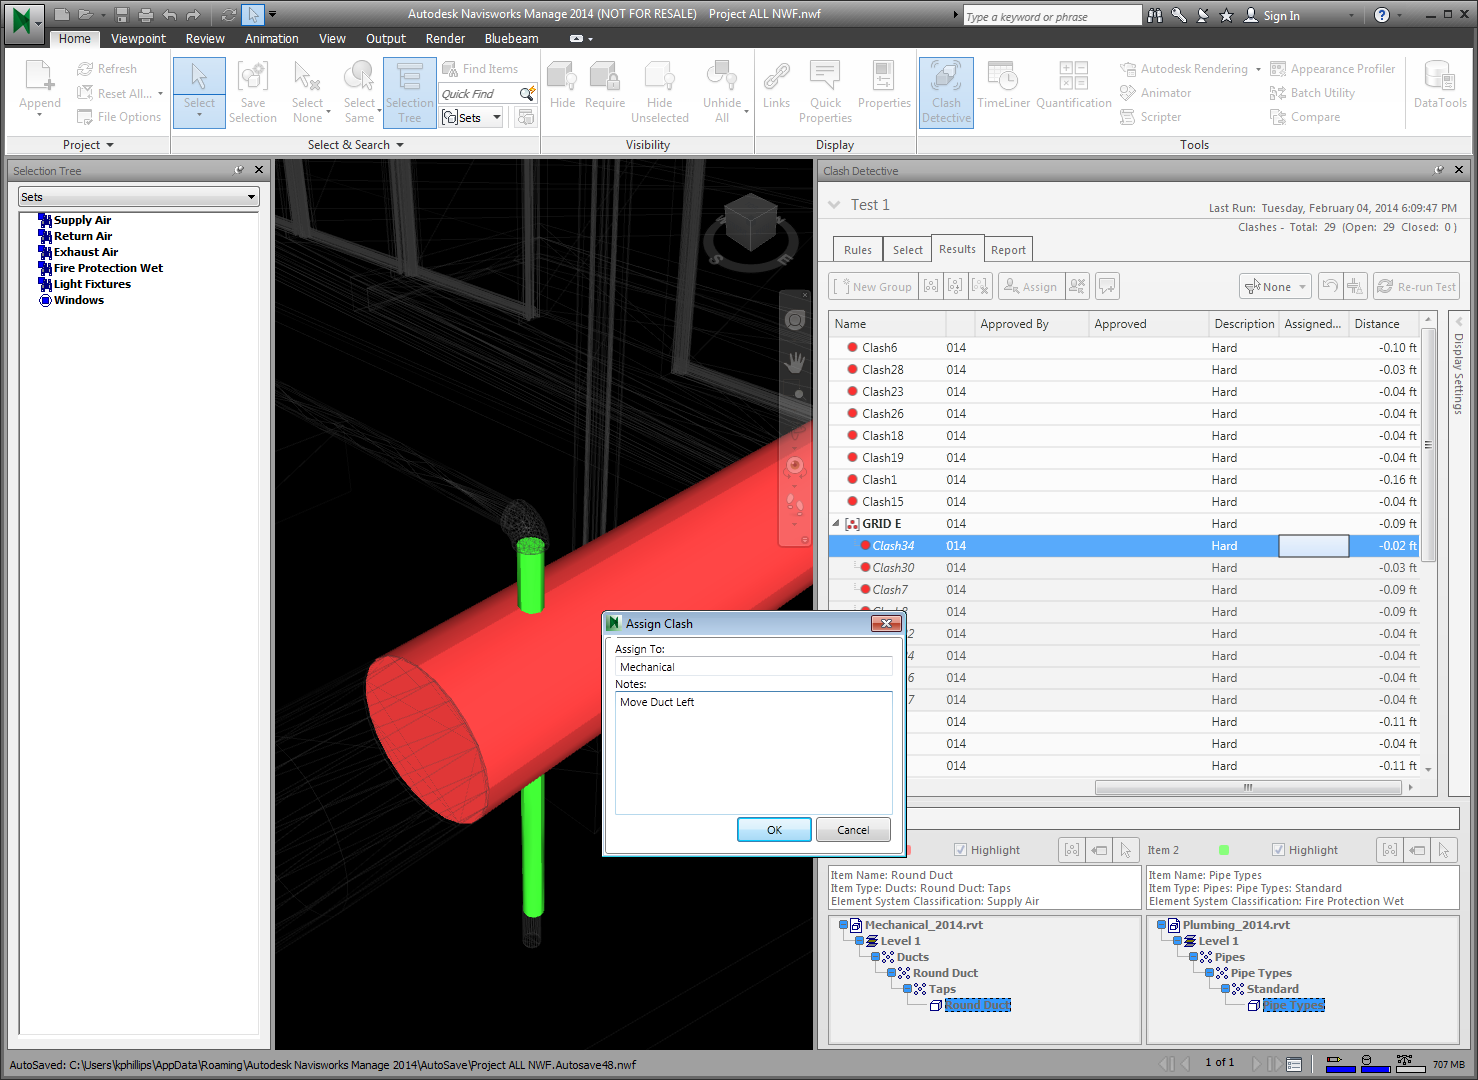 Autodesk Navisworks Manage 2014 (NOT FOR RESALE) Project ALL NWF.nwf
Type a keyword or phrase
Sign In
Home Viewpoint Review Animation View Output Render Bluebeam
Append
Refresh
Reset All...
File Options
Project
Select
Save Selection
Select None
Select Same
Selection Tree
Find Items
Quick Find
Sets
Select & Search
Hide
Require
Hide Unselected
Unhide All
Visibility
Links
Quick Properties
Properties
Display
Clash Detective
TimeLiner
Quantification
Autodesk Rendering
Animator
Scripter
Appearance Profiler
Batch Utility
Compare
Tools
DataTools
Selection Tree
Sets
Supply Air
Return Air
Exhaust Air
Fire Protection Wet
Light Fixtures
Windows
S
E
Clash Detective
Test 1
Last Run: Tuesday, February 04, 2014 6:09:47 PM
Clashes - Total: 29 (Open: 29 Closed: 0 )
Rules Select Results Report
New Group
Assign
None
Re-run Test
Name Approved By Approved Description Assigned... Distance
Clash6 014 Hard -0.10 ft
Clash28 014 Hard -0.03 ft
Clash23 014 Hard -0.04 ft
Clash26 014 Hard -0.04 ft
Clash18 014 Hard -0.04 ft
Clash19 014 Hard -0.04 ft
Clash1 014 Hard -0.16 ft
Clash15 014 Hard -0.04 ft
GRID E 014 Hard -0.09 ft
Clash34 014 Hard -0.02 ft
Clash30 014 Hard -0.03 ft
Clash7 014 Hard -0.09 ft
014 Hard -0.09 ft
2 014 Hard -0.04 ft
4 014 Hard -0.04 ft
6 014 Hard -0.04 ft
7 014 Hard -0.04 ft
014 Hard -0.11 ft
014 Hard -0.04 ft
014 Hard -0.11 ft
Display Settings
Assign Clash
Assign To:
Mechanical
Notes:
Move Duct Left
OK
Cancel
Highlight
Item 2
Highlight
Item Name: Round Duct
Item Type: Ducts: Round Duct: Taps
Element System Classification: Supply Air
Item Name: Pipe Types
Item Type: Pipes: Pipe Types: Standard
Element System Classification: Fire Protection Wet
Mechanical_2014.rvt
Level 1
Ducts
Round Duct
Taps
Round Duct
Plumbing_2014.rvt
Level 1
Pipes
Pipe Types
Standard
Pipe Types
AutoSaved: C:\Users\kphillips\AppData\Roaming\Autodesk Navisworks Manage 2014\AutoSave\Project ALL NWF.Autosave48.nwf
1 of 1
707 MB